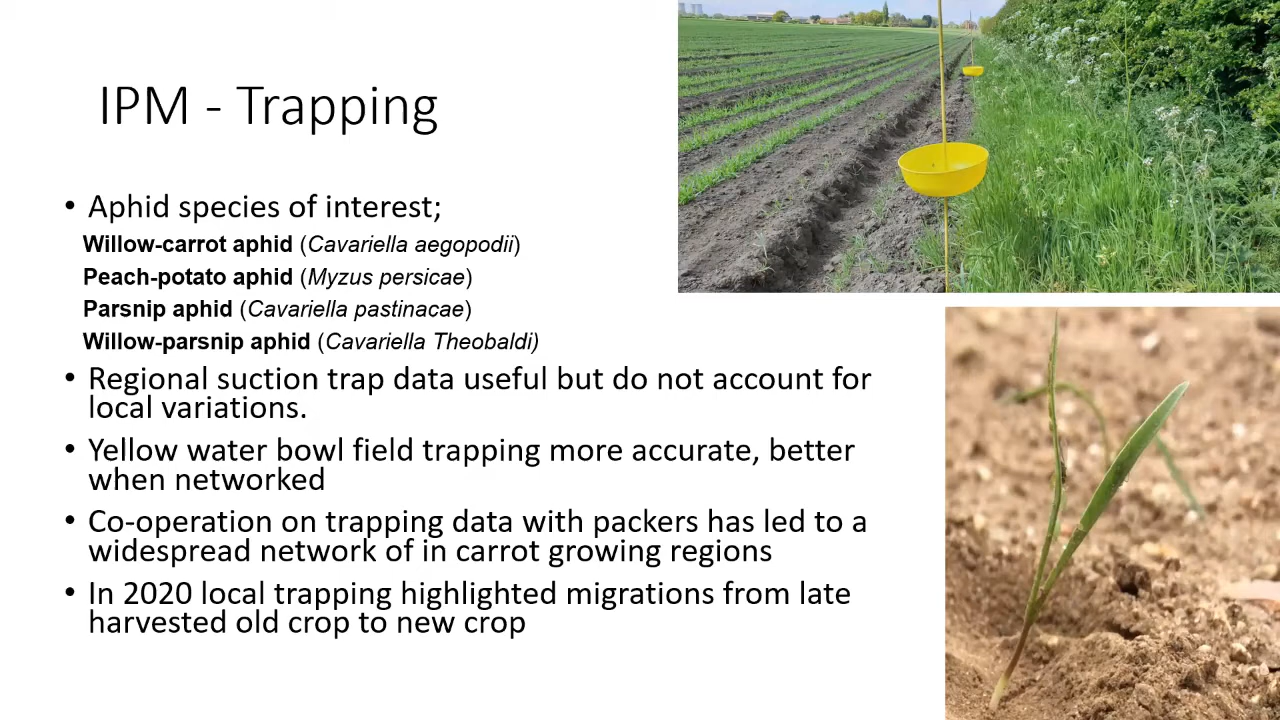 IPM - Trapping
• Aphid species of interest;
Willow-carrot aphid (Cavariella aegopodii)
Peach-potato aphid (Myzus persicae)
Parsnip aphid (Cavariella pastinacae)
Willow-parsnip aphid (Cavariella Theobaldi)
• Regional suction trap data useful but do not account for
local variations.
• Yellow water bowl field trapping more accurate, better
when networked
• Co-operation on trapping data with packers has led to a
widespread network of in carrot growing regions
• In 2020 local trapping highlighted migrations from late
harvested old crop to new crop